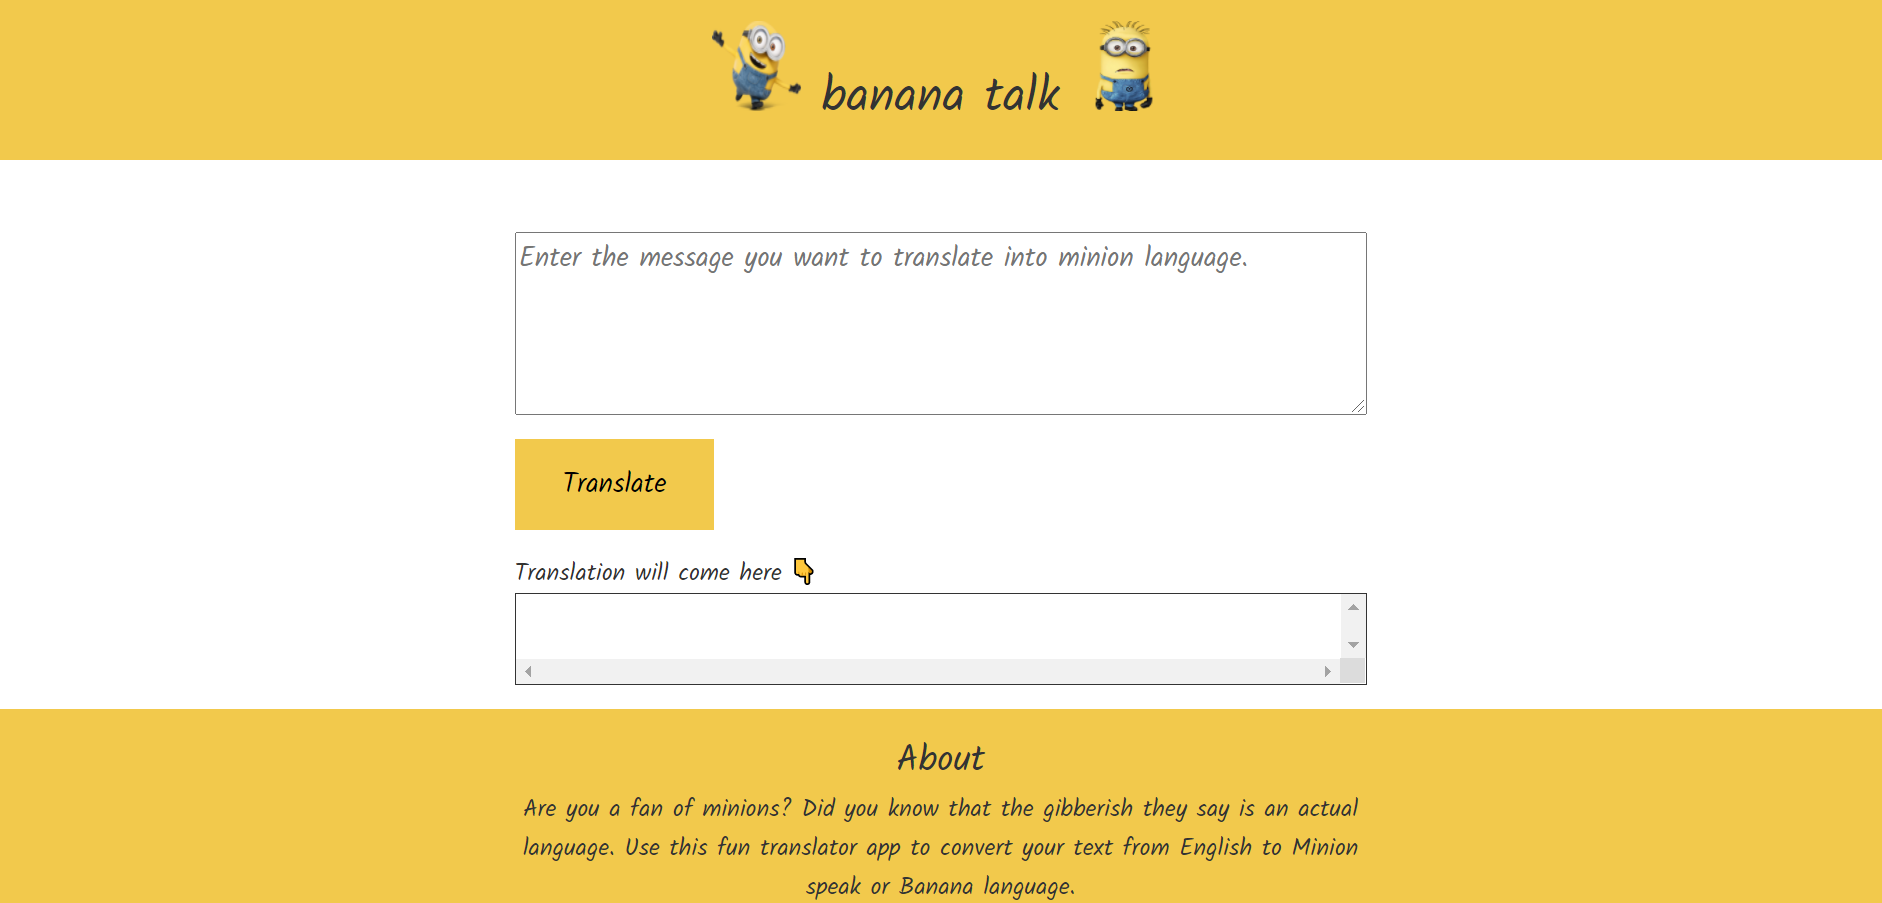 banana talk
Enter the message you want to translate into minion language.
Translate
Translation will come here 👇
About
Are you a fan of minions? Did you know that the gibberish they say is an actual
language. Use this fun translator app to convert your text from English to Minion
speak or Banana language.